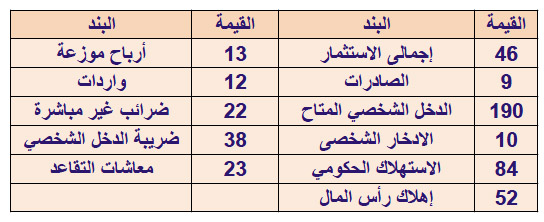 القيمة البند القيمة البند
46 إجمالى الاستثمار 13 أرباح موزعة
9 الصادرات 12 واردات
190 الدخل الشخصي المتاح 22 ضرائب غير مباشرة
10 الادخار الشخصى 38 ضريبة الدخل الشخصي
84 الاستهلاك الحكومي 23 معاشات التقاعد
52 إهلاك رأس المال